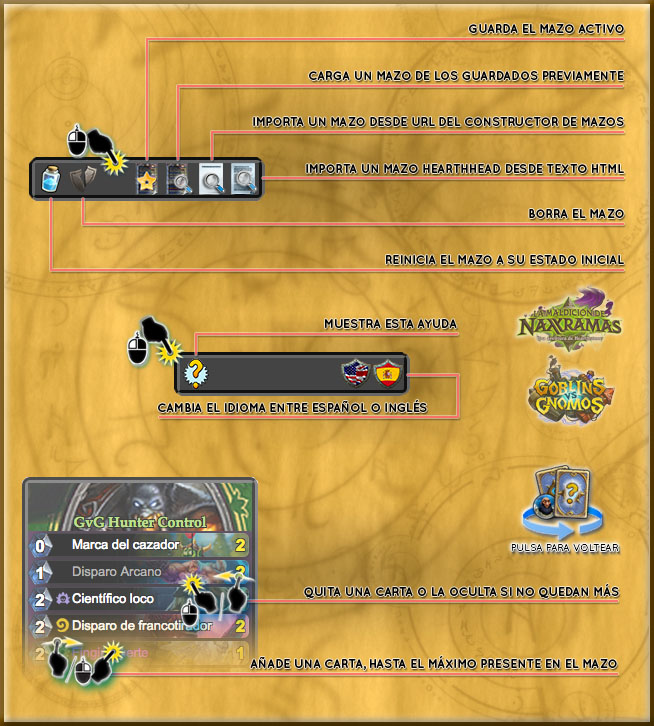 GUARDA EL MAZO ACTIVO
CARGA UN MAZO DE LOS GUARDADOS PREVIAMENTE
IMPORTA UN MAZO DESDE URL DEL CONSTRUCTOR DE MAZOS
IMPORTA UN MAZO HEARTHHEAD DESDE TEXTO HTML
BORRA EL MAZO
REINICIA EL MAZO A SU ESTADO INICIAL
MUESTRA ESTA AYUDA
LA MALDICIÓN DE
NAXXRAMAS
CAMBIA EL IDIOMA ENTRE ESPAÑOL O INGLÉS
GOBLINS
VS
GNOMOS
PULSA PARA VOLTEAR
GvG Hunter Control
0 Marca del cazador 2
1 Disparo Arcano 2
2 Científico loco
2 Disparo de francotirador 2
2 1
QUITA UNA CARTA O LA OCULTA SI NO QUEDAN MÁS
AÑADE UNA CARTA, HASTA EL MÁXIMO PRESENTE EN EL MAZO